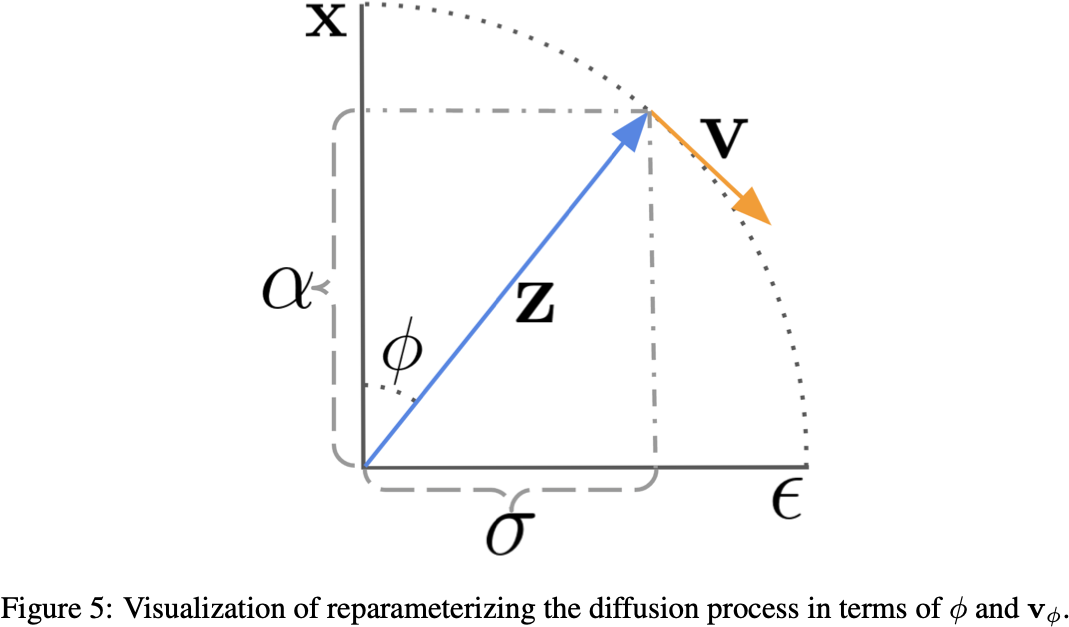 x
v
α
z
ϕ
ϵ
σ
Figure 5: Visualization of reparameterizing the diffusion process in terms of ϕ and vϕ.